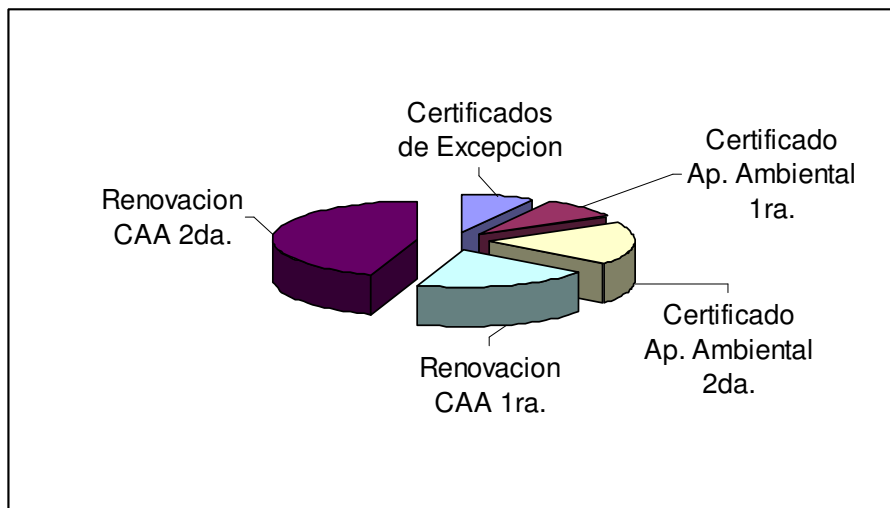 Certificados
de Excepcion
Certificado
Ap. Ambiental
1ra.
Renovacion
CAA 2da.
Certificado
Ap. Ambiental
2da.
Renovacion
CAA 1ra.